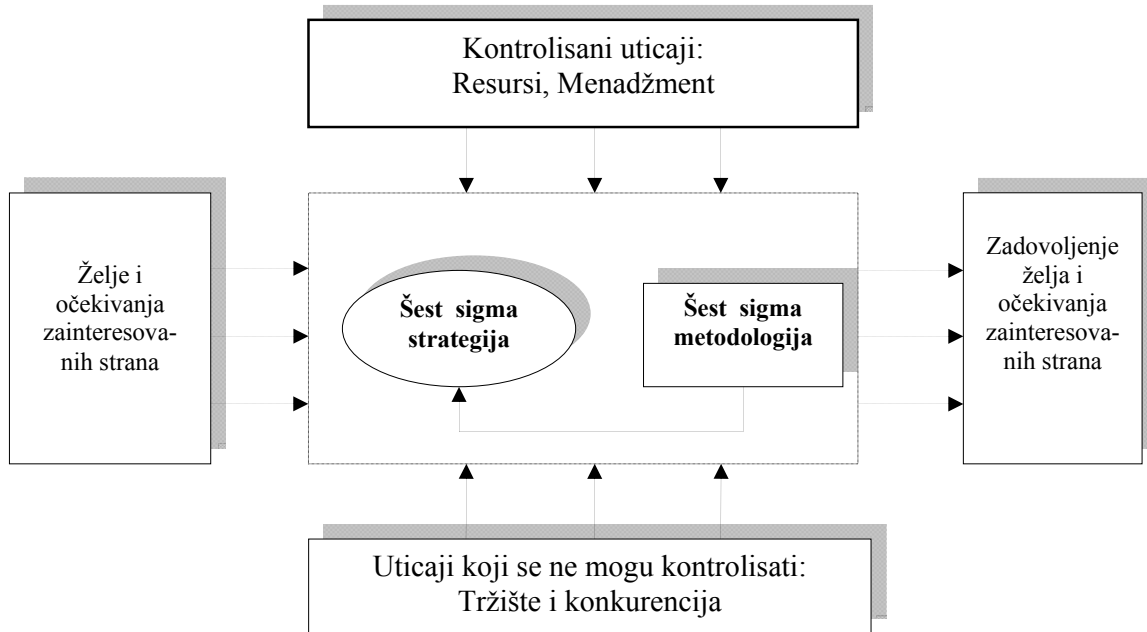 Kontrolisani uticaji:
Resursi, Menadžment
Želje i
očekivanja
zainteresova-
nih strana
Šest sigma
strategija
Šest sigma
metodologija
Zadovoljenje
želja i
očekivanja
zainteresova-
nih strana
Uticaji koji se ne mogu kontrolisati:
Tržište i konkurencija